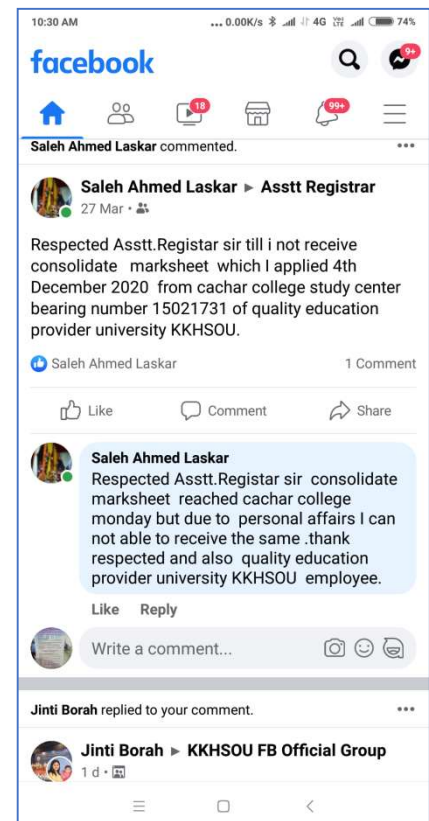 10:30 AM ... 0.00K/s 4G VoLTE 74%
facebook 9+
18 99+
Saleh Ahmed Laskar commented.
Saleh Ahmed Laskar ▸ Asstt Registrar
27 Mar •
Respected Asstt.Registar sir till i not receive
consolidate marksheet which I applied 4th
December 2020 from cachar college study center
bearing number 15021731 of quality education
provider university KKHSOU.
Saleh Ahmed Laskar 1 Comment
Like Comment Share
Saleh Ahmed Laskar
Respected Asstt.Registar sir consolidate
marksheet reached cachar college
monday but due to personal affairs I can
not able to receive the same .thank
respected and also quality education
provider university KKHSOU employee.
Like Reply
Write a comment...
Jinti Borah replied to your comment.
Jinti Borah ▸ KKHSOU FB Official Group
1 d •